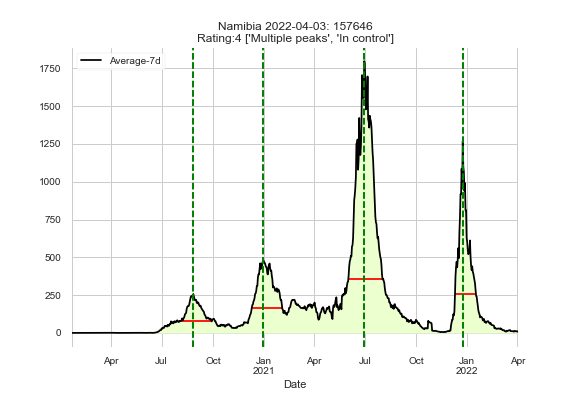 Namibia 2022-04-03: 157646
Rating:4 ['Multiple peaks', 'In control']
Average-7d
1750
1500
1250
1000
750
500
250
0
Apr Jul Oct Jan Apr Jul Oct Jan Apr
2021 2022
Date